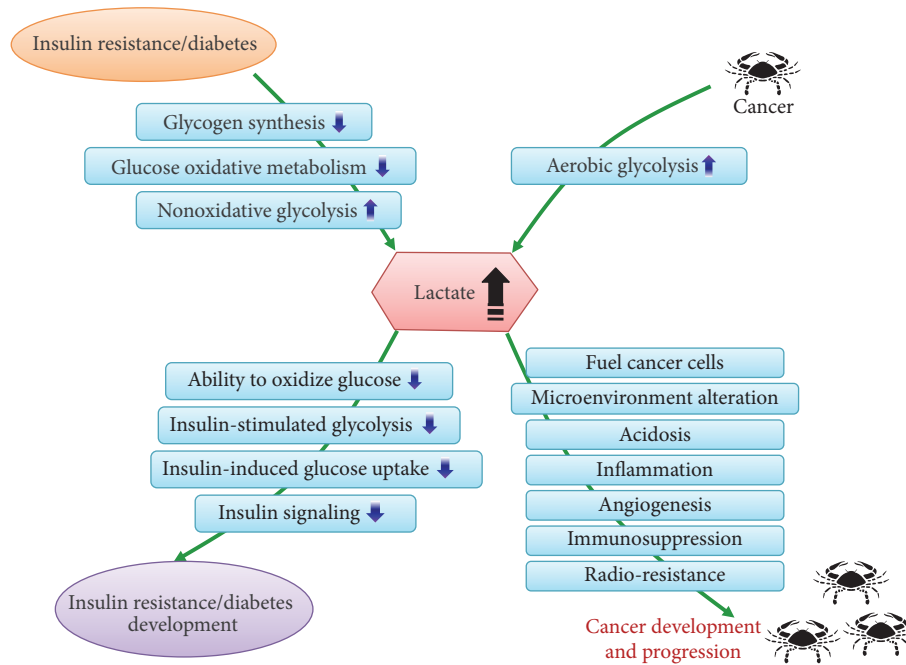 Insulin resistance/diabetes
Cancer
Glycogen synthesis
Glucose oxidative metabolism
Nonoxidative glycolysis
Aerobic glycolysis
Lactate
Ability to oxidize glucose
Insulin-stimulated glycolysis
Insulin-induced glucose uptake
Insulin signaling
Insulin resistance/diabetes
development
Fuel cancer cells
Microenvironment alteration
Acidosis
Inflammation
Angiogenesis
Immunosuppression
Radio-resistance
Cancer development
and progression